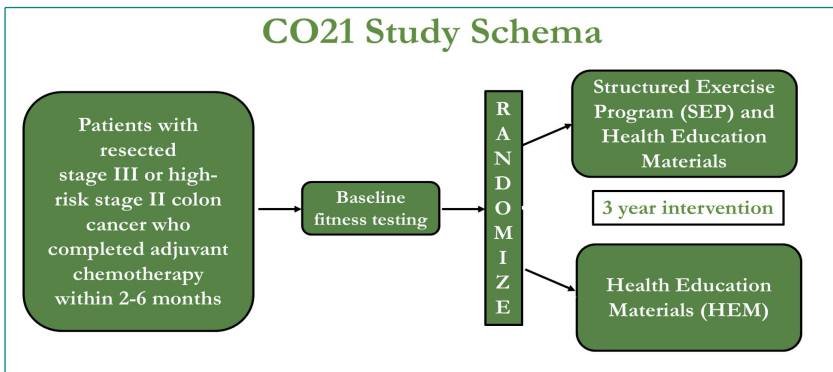 CO21 Study Schema
Patients with
resected
stage III or high-
risk stage II colon
cancer who
completed adjuvant
chemotherapy
within 2-6 months
Baseline
fitness testing
RANDOMIZE
Structured Exercise
Program (SEP) and
Health Education
Materials
3 year intervention
Health Education
Materials (HEM)